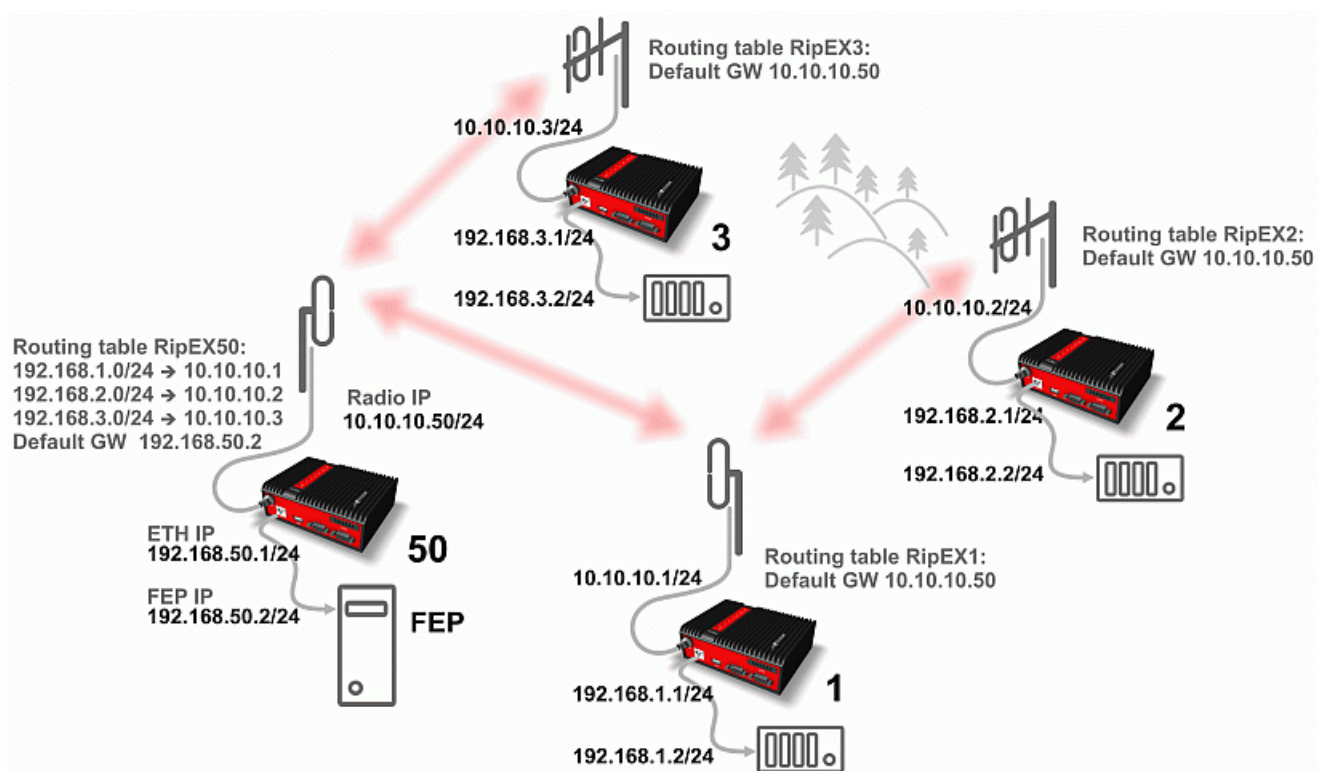 Routing table RipEX3:
Default GW 10.10.10.50
10.10.10.3/24
3
192.168.3.1/24
192.168.3.2/24
Routing table RipEX2:
Default GW 10.10.10.50
10.10.10.2/24
192.168.2.1/24
2
192.168.2.2/24
Routing table RipEX50:
192.168.1.0/24 → 10.10.10.1
192.168.2.0/24 → 10.10.10.2
192.168.3.0/24 → 10.10.10.3
Default GW 192.168.50.2
Radio IP
10.10.10.50/24
ETH IP
192.168.50.1/24
50
FEP IP
192.168.50.2/24
FEP
Routing table RipEX1:
Default GW 10.10.10.50
10.10.10.1/24
192.168.1.1/24
1
192.168.1.2/24